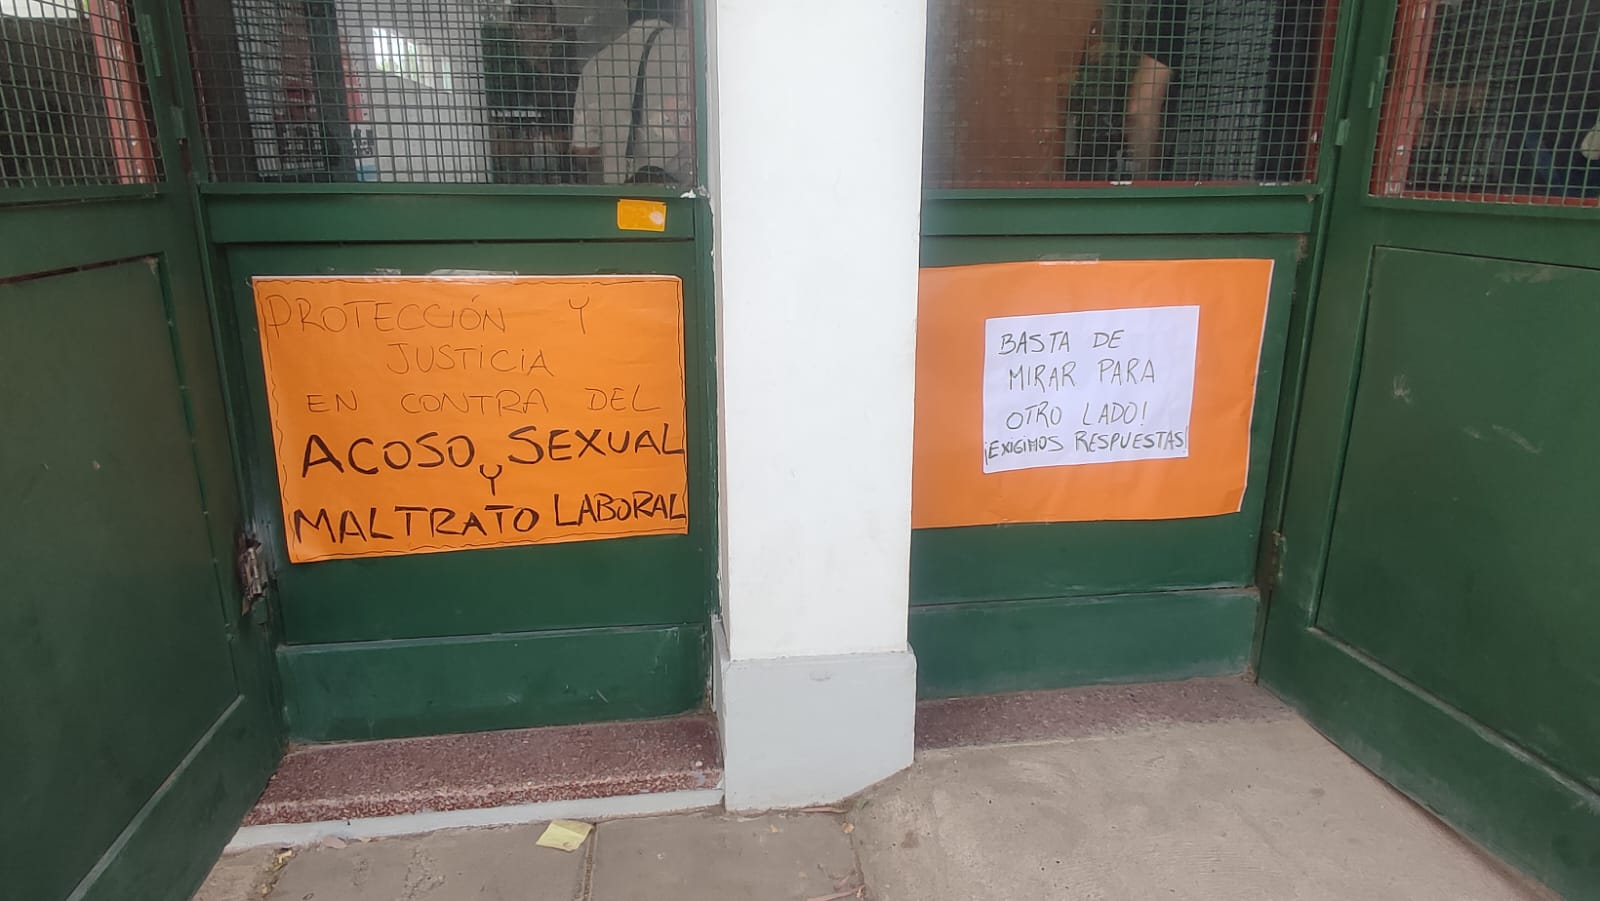 PROTECCIÓN Y
JUSTICIA
EN CONTRA DEL
ACOSO SEXUAL
Y
MALTRATO LABORAL
BASTA DE
MIRAR PARA
OTRO LADO!
¡EXIGIMOS RESPUESTAS!